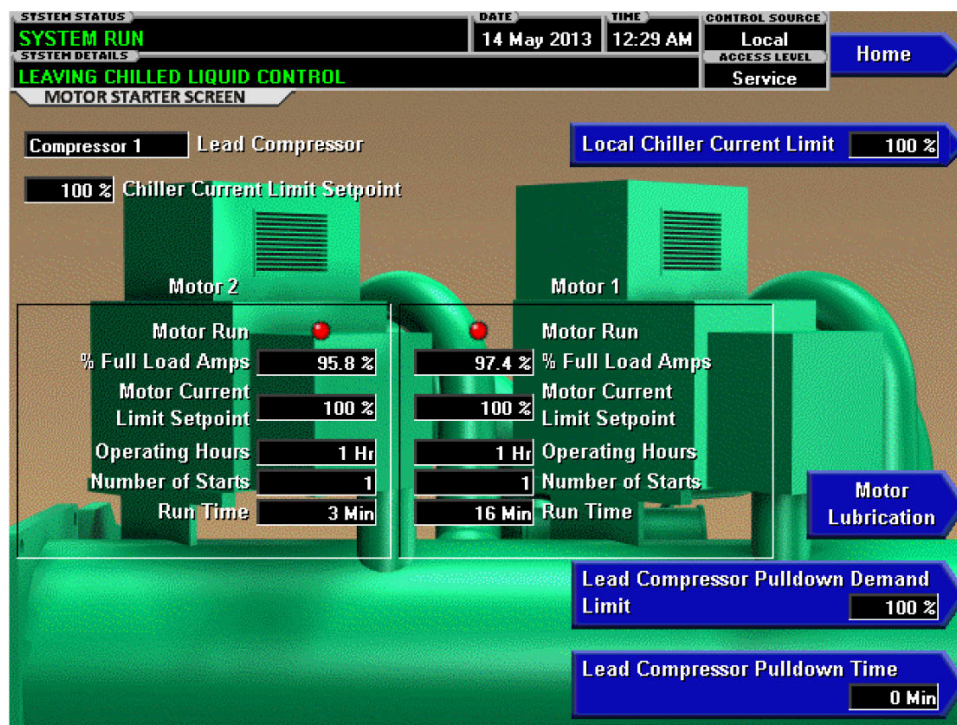 SYSTEM STATUS
SYSTEM RUN
DATE
14 May 2013
TIME
12:29 AM
CONTROL SOURCE
Local
SYSTEM DETAILS
LEAVING CHILLED LIQUID CONTROL
ACCESS LEVEL
Service
Home
MOTOR STARTER SCREEN
Compressor 1 Lead Compressor
Local Chiller Current Limit 100 %
100 % Chiller Current Limit Setpoint
Motor 2
Motor Run
% Full Load Amps 95.8 %
Motor Current
Limit Setpoint 100 %
Operating Hours 1 Hr
Number of Starts 1
Run Time 3 Min
Motor 1
Motor Run
97.4 % % Full Load Amps
Motor Current
100 % Limit Setpoint
1 Hr Operating Hours
1 Number of Starts
16 Min Run Time
Motor
Lubrication
Lead Compressor Pulldown Demand
Limit 100 %
Lead Compressor Pulldown Time
0 Min